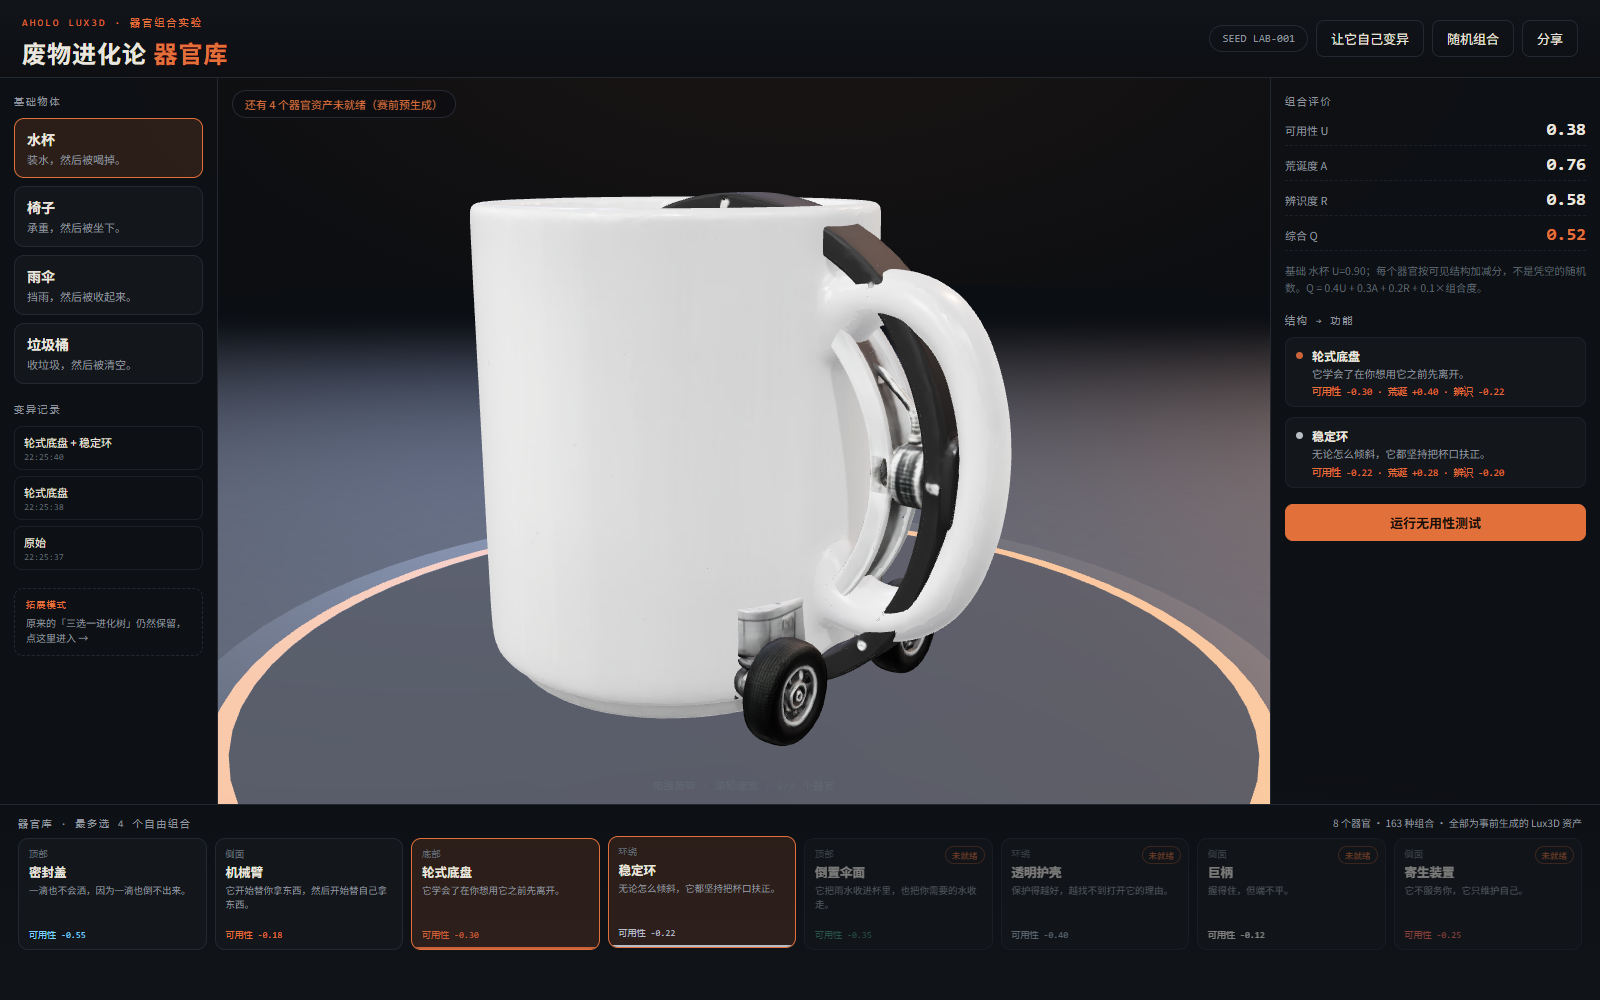 AHOLO LUX3D · 器官组合实验
废物进化论 器官库
SEED LAB-001
让它自己变异
随机组合
分享
基础物体
水杯
装水，然后被喝掉。
椅子
承重，然后被坐下。
雨伞
挡雨，然后被收起来。
垃圾桶
收垃圾，然后被清空。
变异记录
轮式底盘 + 稳定环
22:25:40
轮式底盘
22:25:38
原始
22:25:37
拓展模式
原来的「三选一进化树」仍然保留，
点这里进入 →
还有 4 个器官资产未就绪（赛前预生成）
组合评价
可用性 U
0.38
荒诞度 A
0.76
辨识度 R
0.58
综合 Q
0.52
基础 水杯 U=0.90；每个器官按可见结构加减分，不是凭空的随机
数。Q = 0.4U + 0.3A + 0.2R + 0.1×组合度。
结构 → 功能
轮式底盘
它学会了在你想用它之前先离开。
可用性 -0.30 · 荒诞 +0.40 · 辨识 -0.22
稳定环
无论怎么倾斜，它都坚持把杯口扶正。
可用性 -0.22 · 荒诞 +0.28 · 辨识 -0.20
运行无用性测试
器官库 · 最多选 4 个自由组合
8 个器官 · 163 种组合 · 全部为事前生成的 Lux3D 资产
顶部
密封盖
一滴也不会洒，因为一滴也倒不出来。
可用性 -0.55
侧面
机械臂
它开始替你拿东西，然后开始替自己拿
东西。
可用性 -0.18
底部
轮式底盘
它学会了在你想用它之前先离开。
可用性 -0.30
环绕
稳定环
无论怎么倾斜，它都坚持把杯口扶正。
可用性 -0.22
顶部
未就绪
倒置伞面
它把雨水收进杯里，也把你需要的水收
走。
可用性 -0.35
环绕
未就绪
透明护壳
保护得越好，越找不到打开它的理由。
可用性 -0.40
侧面
未就绪
巨柄
握得住，但端不平。
可用性 -0.12
侧面
未就绪
寄生装置
它不服务你，它只维护自己。
可用性 -0.25